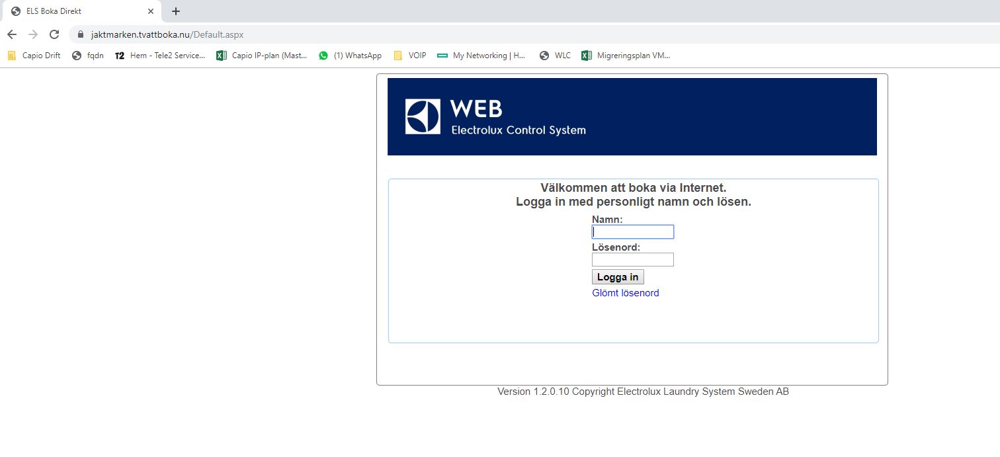 ELS Boka Direkt
jaktmarken.tvattboka.nu/Default.aspx
Capio Drift fqdn T2 Hem - Tele2 Service... Capio IP-plan (Mast... (1) WhatsApp VOIP My Networking | H... WLC Migreringsplan VM...
WEB
Electrolux Control System
Välkommen att boka via Internet.
Logga in med personligt namn och lösen.
Namn:
Lösenord:
Logga in
Glömt lösenord
Version 1.2.0.10 Copyright Electrolux Laundry System Sweden AB